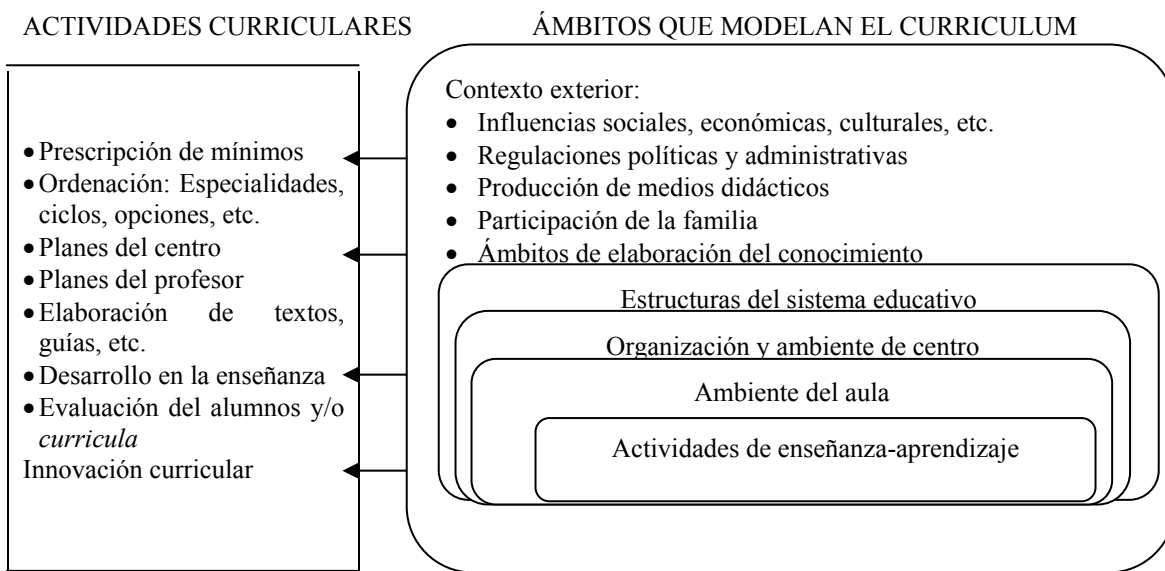 ACTIVIDADES CURRICULARES
• Prescripción de mínimos
• Ordenación: Especialidades,
ciclos, opciones, etc.
• Planes del centro
• Planes del profesor
• Elaboración de textos,
guías, etc.
• Desarrollo en la enseñanza
• Evaluación del alumnos y/o
curricula
Innovación curricular
ÁMBITOS QUE MODELAN EL CURRICULUM
Contexto exterior:
• Influencias sociales, económicas, culturales, etc.
• Regulaciones políticas y administrativas
• Producción de medios didácticos
• Participación de la familia
• Ámbitos de elaboración del conocimiento
Estructuras del sistema educativo
Organización y ambiente de centro
Ambiente del aula
Actividades de enseñanza-aprendizaje